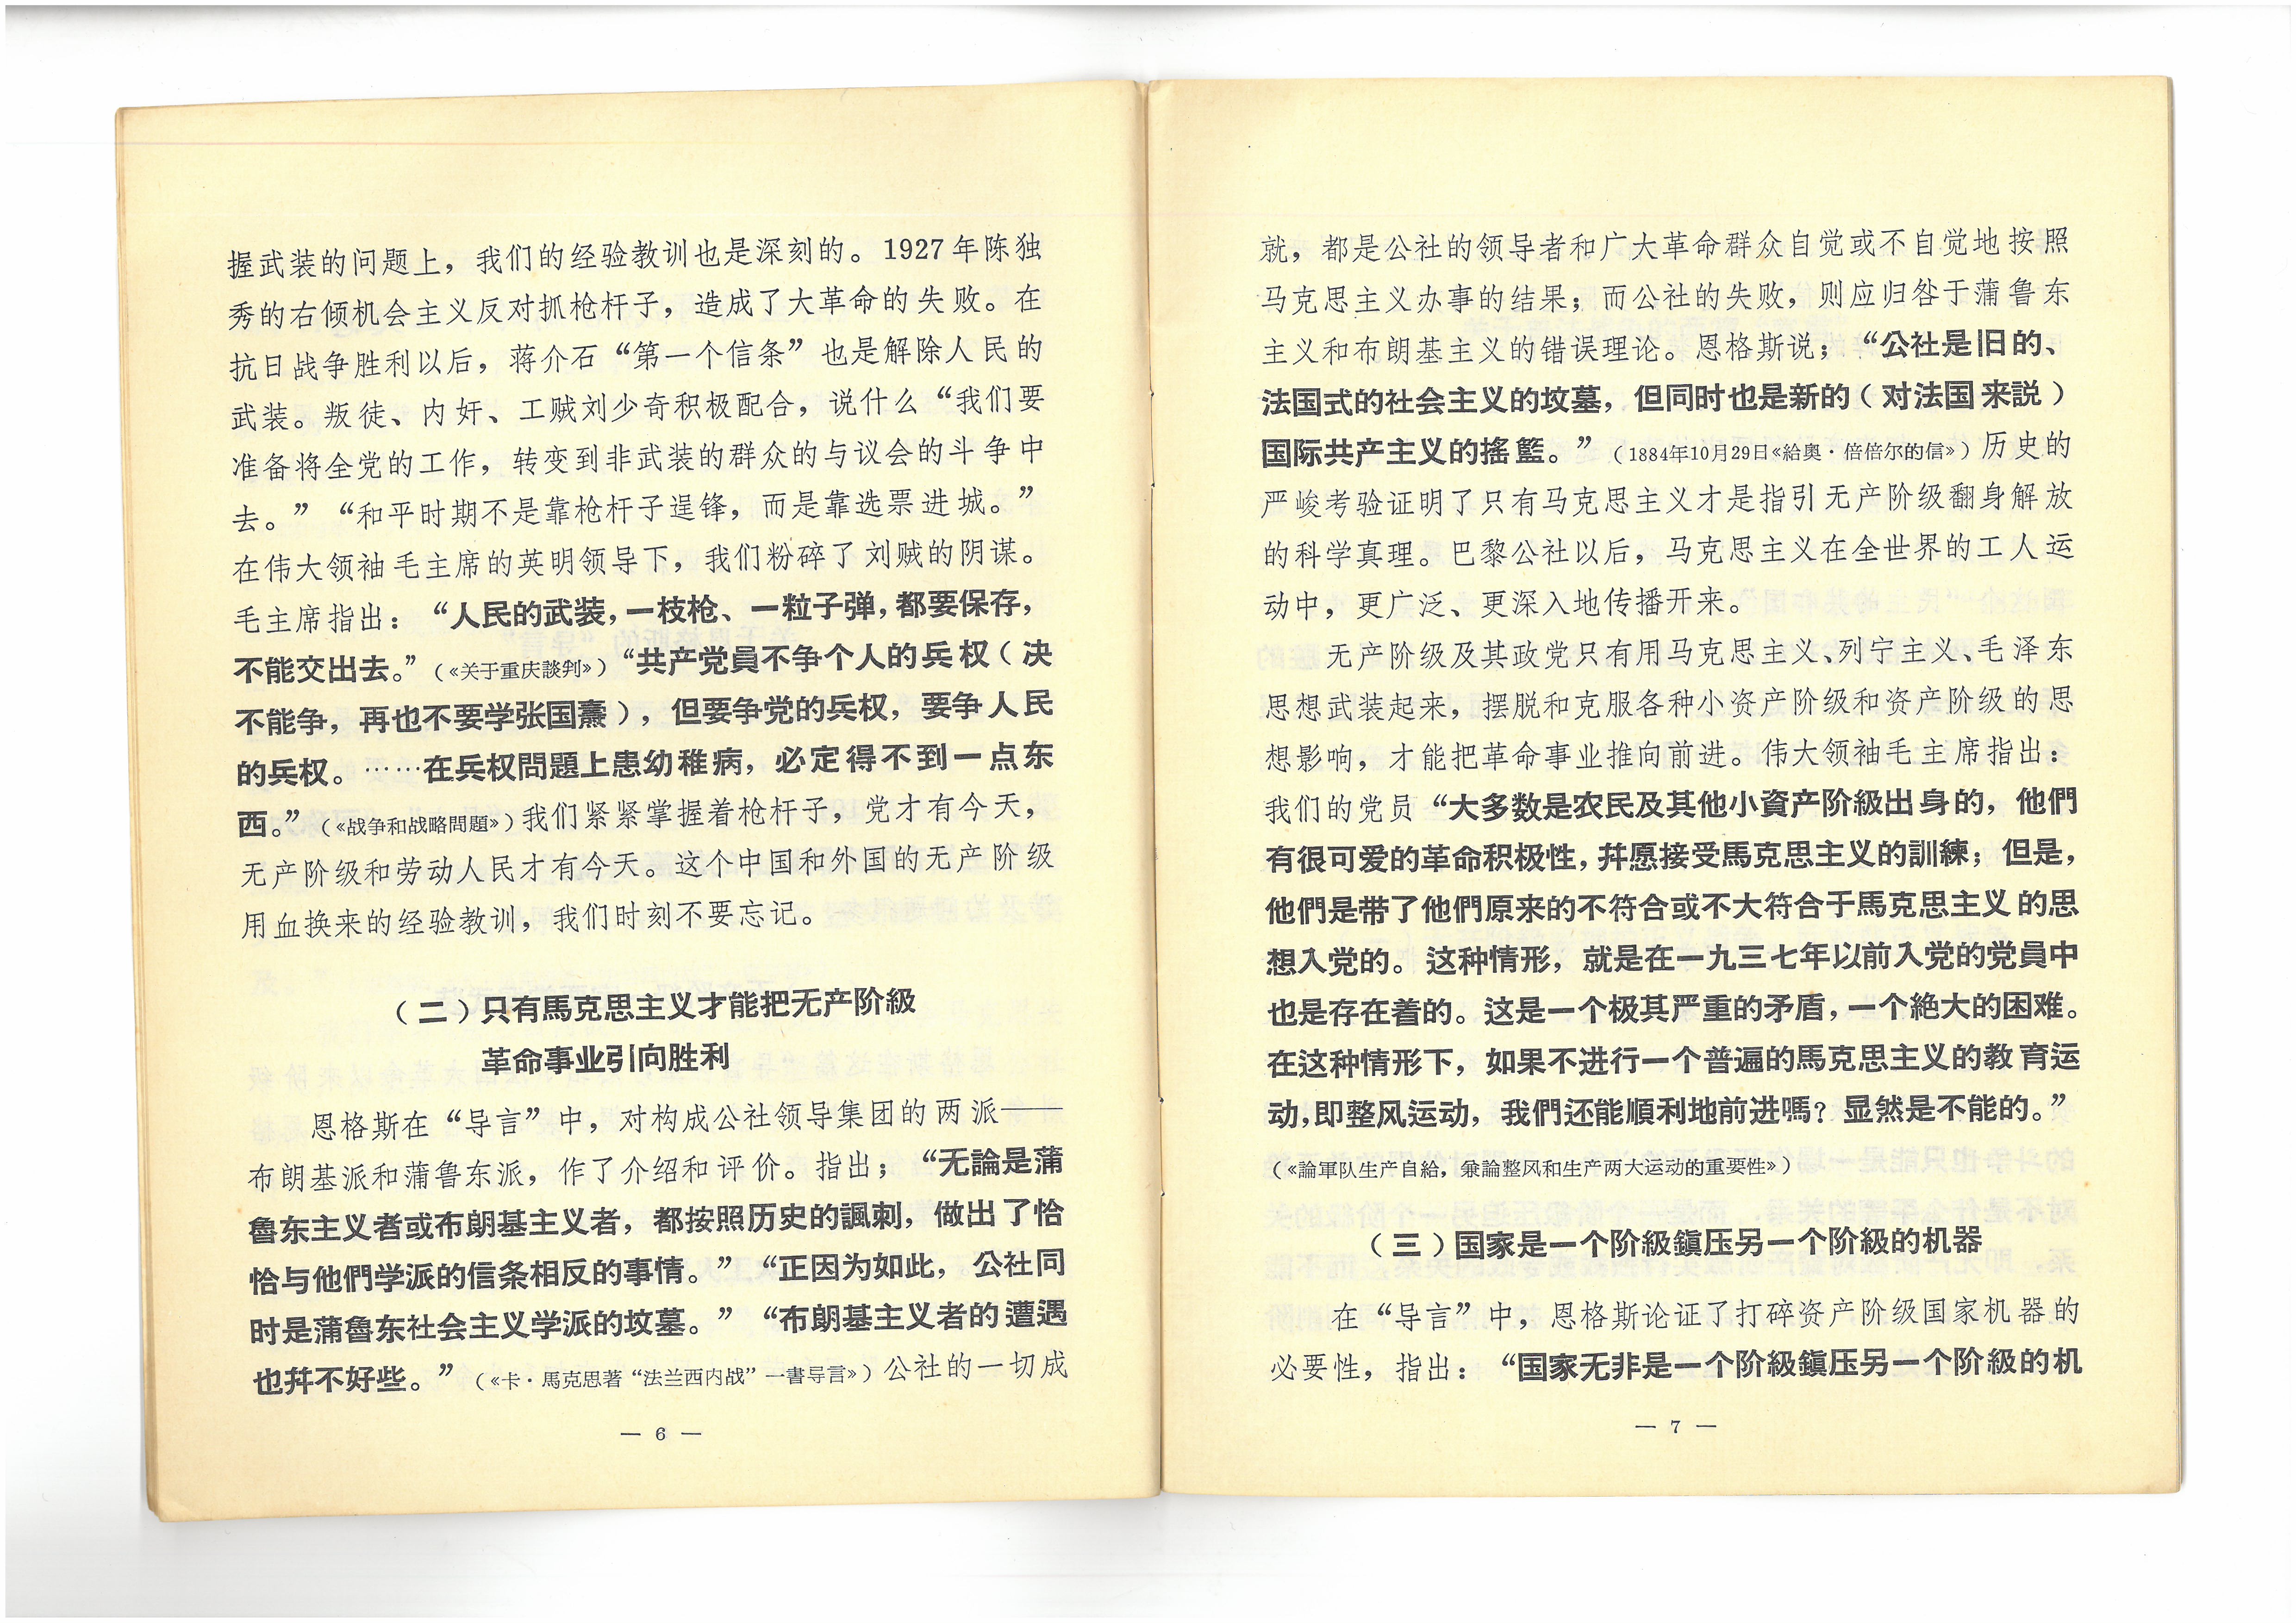 握武装的问题上，我们的经验教训也是深刻的。1927年陈独
秀的右倾机会主义反对抓枪杆子，造成了大革命的失败。在
抗日战争胜利以后，蒋介石“第一个信条”也是解除人民的
武装。叛徒、内奸、工贼刘少奇积极配合，说什么“我们要
准备将全党的工作，转变到非武装的群众的与议会的斗争中
去。”“和平时期不是靠枪杆子逞锋，而是靠选票进城。”
在伟大领袖毛主席的英明领导下，我们粉碎了刘贼的阴谋。
毛主席指出：“人民的武装，一枝枪、一粒子弹，都要保存，
不能交出去。”（《关于重庆談判》）“共产党員不争个人的兵权（决
不能争，再也不要学张国燾），但要争党的兵权，要争人民
的兵权。……在兵权問題上患幼稚病，必定得不到一点东
西。”（《战争和战略問題》）我们紧紧掌握着枪杆子，党才有今天，
无产阶级和劳动人民才有今天。这个中国和外国的无产阶级
用血换来的经验教训，我们时刻不要忘记。
（二）只有馬克思主义才能把无产阶級
革命事业引向胜利
恩格斯在“导言”中，对构成公社领导集团的两派——
布朗基派和蒲鲁东派，作了介绍和评价。指出；“无論是蒲
魯东主义者或布朗基主义者，都按照历史的諷刺，做出了恰
恰与他們学派的信条相反的事情。”“正因为如此，公社同
时是蒲魯东社会主义学派的坟墓。”“布朗基主义者的遭遇
也幷不好些。”（《卡·馬克思著“法兰西内战”一書导言》）公社的一切成
— 6 —
就，都是公社的领导者和广大革命群众自觉或不自觉地按照
马克思主义办事的结果；而公社的失败，则应归咎于蒲鲁东
主义和布朗基主义的错误理论。恩格斯说；“公社是旧的、
法国式的社会主义的坟墓，但同时也是新的（对法国来説）
国际共产主义的搖籃。”（1884年10月29日《給奥·倍倍尔的信》）历史的
严峻考验证明了只有马克思主义才是指引无产阶级翻身解放
的科学真理。巴黎公社以后，马克思主义在全世界的工人运
动中，更广泛、更深入地传播开来。
无产阶级及其政党只有用马克思主义、列宁主义、毛泽东
思想武装起来，摆脱和克服各种小资产阶级和资产阶级的思
想影响，才能把革命事业推向前进。伟大领袖毛主席指出：
我们的党员“大多数是农民及其他小資产阶級出身的，他們
有很可爱的革命积极性，幷愿接受馬克思主义的訓練；但是，
他們是带了他們原来的不符合或不大符合于馬克思主义的思
想入党的。这种情形，就是在一九三七年以前入党的党員中
也是存在着的。这是一个极其严重的矛盾，一个絶大的困难。
在这种情形下，如果不进行一个普遍的馬克思主义的教育运
动，即整风运动，我們还能順利地前进嗎？显然是不能的。”
（《論軍队生产自給，兼論整风和生产两大运动的重要性》）
（三）国家是一个阶級鎭压另一个阶級的机器
在“导言”中，恩格斯论证了打碎资产阶级国家机器的
必要性，指出：“国家无非是一个阶級鎭压另一个阶級的机
— 7 —